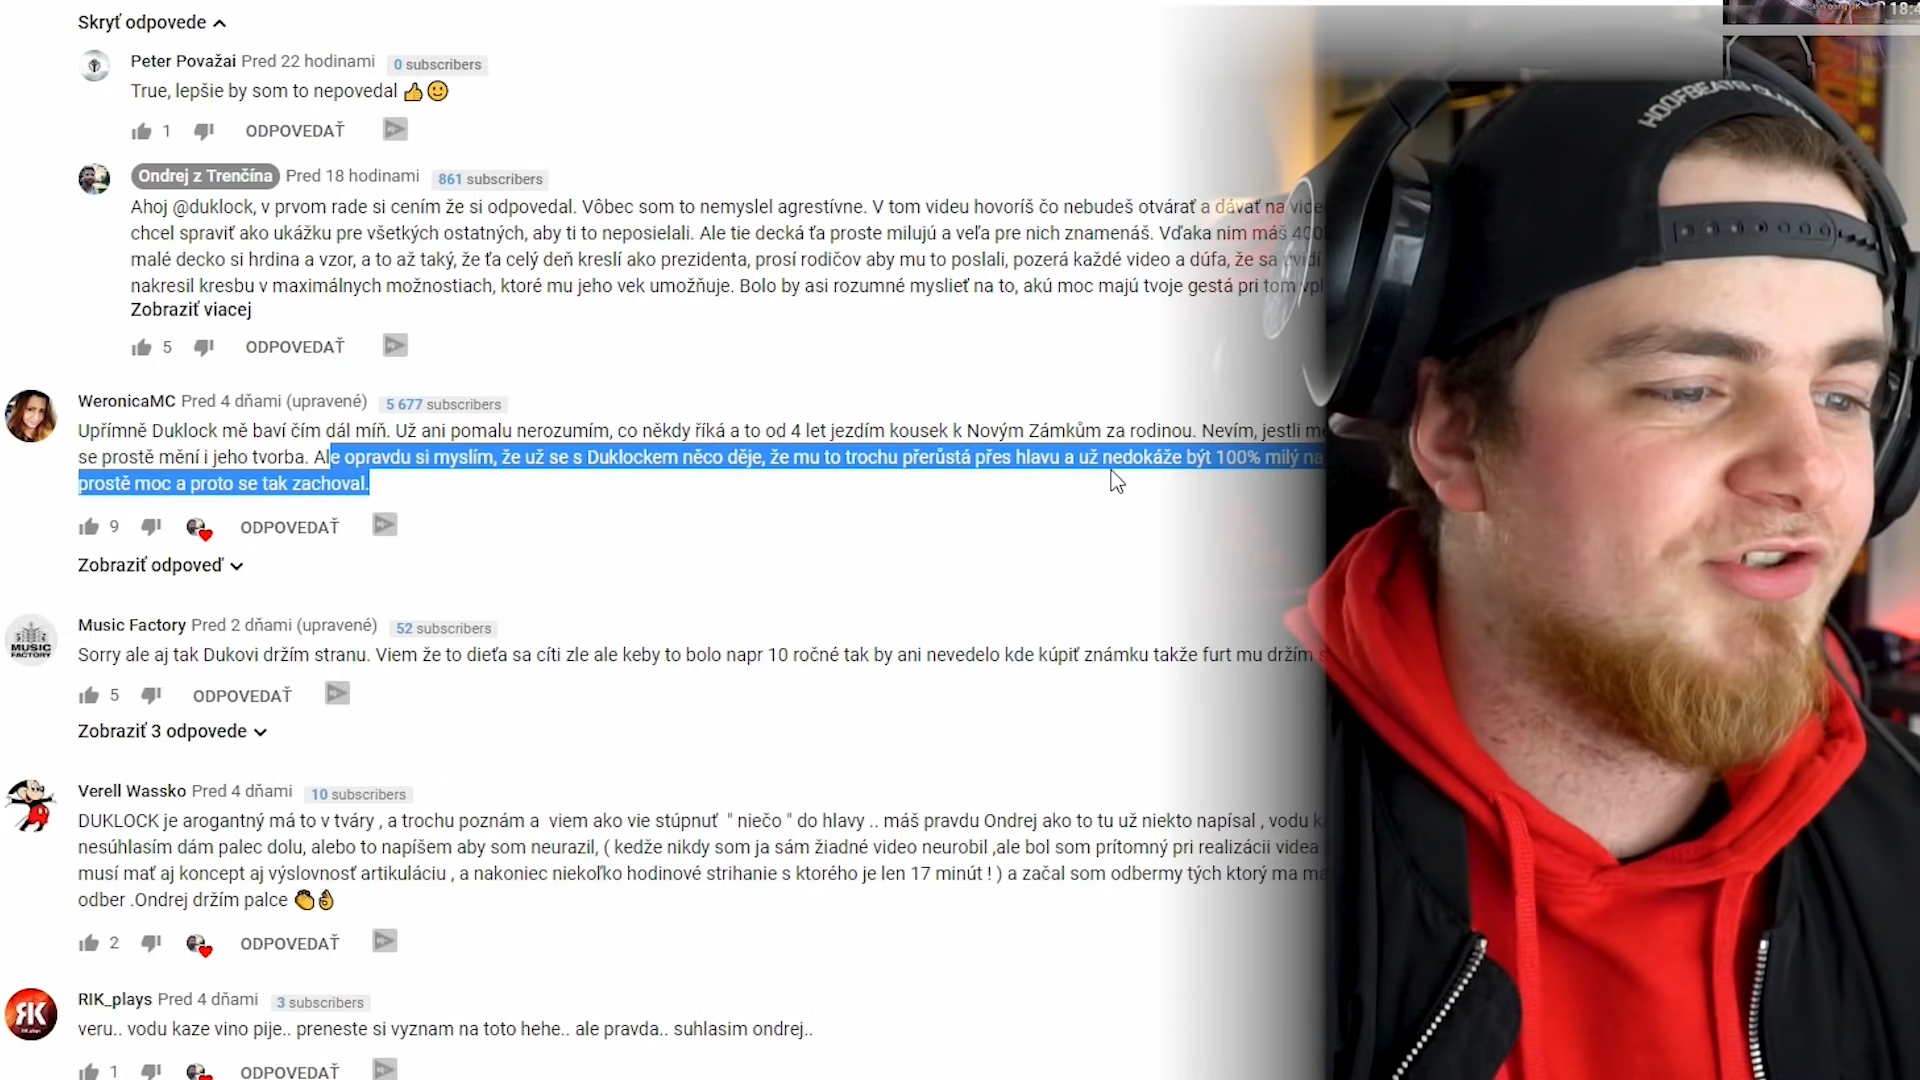 Skryť odpovede
Peter Považai Pred 22 hodinami 0 subscribers
True, lepšie by som to nepovedal 👍🙂
1 ODPOVEDAŤ
Ondrej z Trenčína Pred 18 hodinami 861 subscribers
Ahoj @duklock, v prvom rade si cením že si odpovedal. Vôbec som to nemyslel agrestívne. V tom videu hovoríš čo nebudeš otvárať a dávať na
chcel spraviť ako ukážku pre všetkých ostatných, aby ti to neposielali. Ale tie decká ťa proste milujú a veľa pre nich znamenáš. Vďaka nim máš
malé decko si hrdina a vzor, a to až taký, že ťa celý deň kreslí ako prezidenta, prosí rodičov aby mu to poslali, pozerá každé video a dúfa, že sa
nakresil kresbu v maximálnych možnostiach, ktoré mu jeho vek umožňuje. Bolo by asi rozumné myslieť na to, akú moc majú tvoje gestá pri tom
Zobraziť viacej
5 ODPOVEDAŤ
WeronicaMC Pred 4 dňami (upravené) 5 677 subscribers
Upřímně Duklock mě baví čím dál míň. Už ani pomalu nerozumím, co někdy říká a to od 4 let jezdím kousek k Novým Zámkům za rodinou. Nevím, jestli
se prostě mění i jeho tvorba. Ale opravdu si myslím, že už se s Duklockem něco děje, že mu to trochu přerůstá přes hlavu a už nedokáže být 100% milý na
prostě moc a proto se tak zachoval.
9 ODPOVEDAŤ
Zobraziť odpoveď
MUSIC FACTORY
Music Factory Pred 2 dňami (upravené) 52 subscribers
Sorry ale aj tak Dukovi držím stranu. Viem že to dieťa sa cíti zle ale keby to bolo napr 10 ročné tak by ani nevedelo kde kúpiť známku takže furt mu držím
5 ODPOVEDAŤ
Zobraziť 3 odpovede
Verell Wassko Pred 4 dňami 10 subscribers
DUKLOCK je arogantný má to v tváry , a trochu poznám a viem ako vie stúpnuť " niečo " do hlavy .. máš pravdu Ondrej ako to tu už niekto napísal , vodu
nesúhlasím dám palec dolu, alebo to napíšem aby som neurazil, ( kedže nikdy som ja sám žiadné video neurobil ,ale bol som prítomný pri realizácii videa
musí mať aj koncept aj výslovnosť artikuláciu , a nakoniec niekoľko hodinové strihanie s ktorého je len 17 minút ! ) a začal som odbermy tých ktorý ma
odber .Ondrej držím palce 👏👌
2 ODPOVEDAŤ
RK
RIK_plays Pred 4 dňami 3 subscribers
veru.. vodu kaze vino pije.. preneste si vyznam na toto hehe.. ale pravda.. suhlasim ondrej..
1 ODPOVEDAŤ
HOOFBEATS